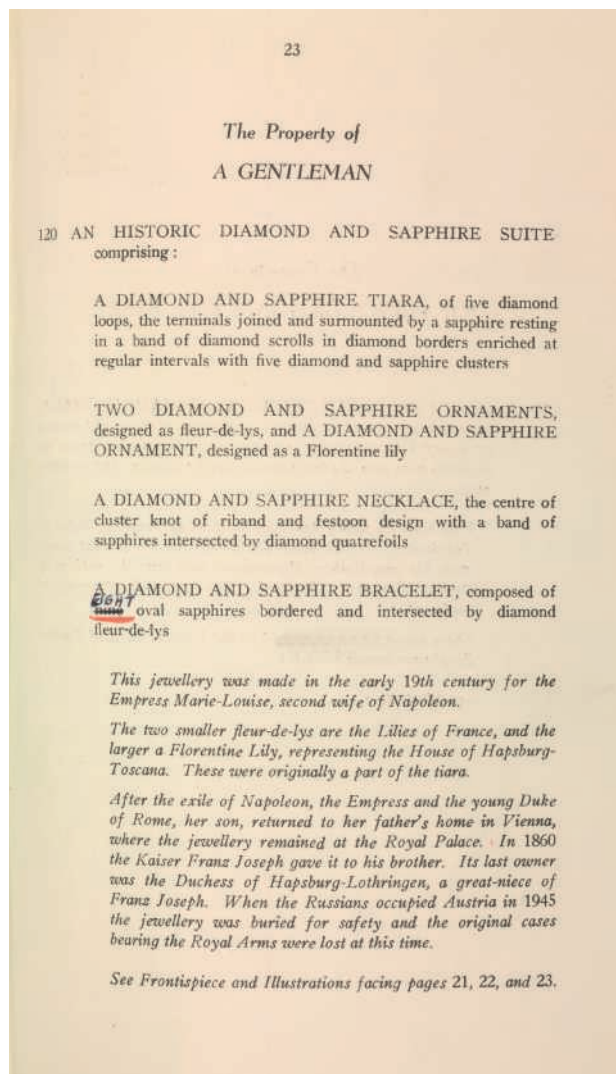 23
The Property of
A GENTLEMAN
120 AN HISTORIC DIAMOND AND SAPPHIRE SUITE
comprising :
A DIAMOND AND SAPPHIRE TIARA, of five diamond
loops, the terminals joined and surmounted by a sapphire resting
in a band of diamond scrolls in diamond borders enriched at
regular intervals with five diamond and sapphire clusters
TWO DIAMOND AND SAPPHIRE ORNAMENTS,
designed as fleur-de-lys, and A DIAMOND AND SAPPHIRE
ORNAMENT, designed as a Florentine lily
A DIAMOND AND SAPPHIRE NECKLACE, the centre of
cluster knot of riband and festoon design with a band of
sapphires intersected by diamond quatrefoils
A DIAMOND AND SAPPHIRE BRACELET, composed of
EIGHT oval sapphires bordered and intersected by diamond
fleur-de-lys
This jewellery was made in the early 19th century for the
Empress Marie-Louise, second wife of Napoleon.
The two smaller fleur-de-lys are the Lilies of France, and the
larger a Florentine Lily, representing the House of Hapsburg-
Toscana. These were originally a part of the tiara.
After the exile of Napoleon, the Empress and the young Duke
of Rome, her son, returned to her father's home in Vienna,
where the jewellery remained at the Royal Palace. In 1860
the Kaiser Franz Joseph gave it to his brother. Its last owner
was the Duchess of Hapsburg-Lothringen, a great-niece of
Franz Joseph. When the Russians occupied Austria in 1945
the jewellery was buried for safety and the original cases
bearing the Royal Arms were lost at this time.
See Frontispiece and Illustrations facing pages 21, 22, and 23.